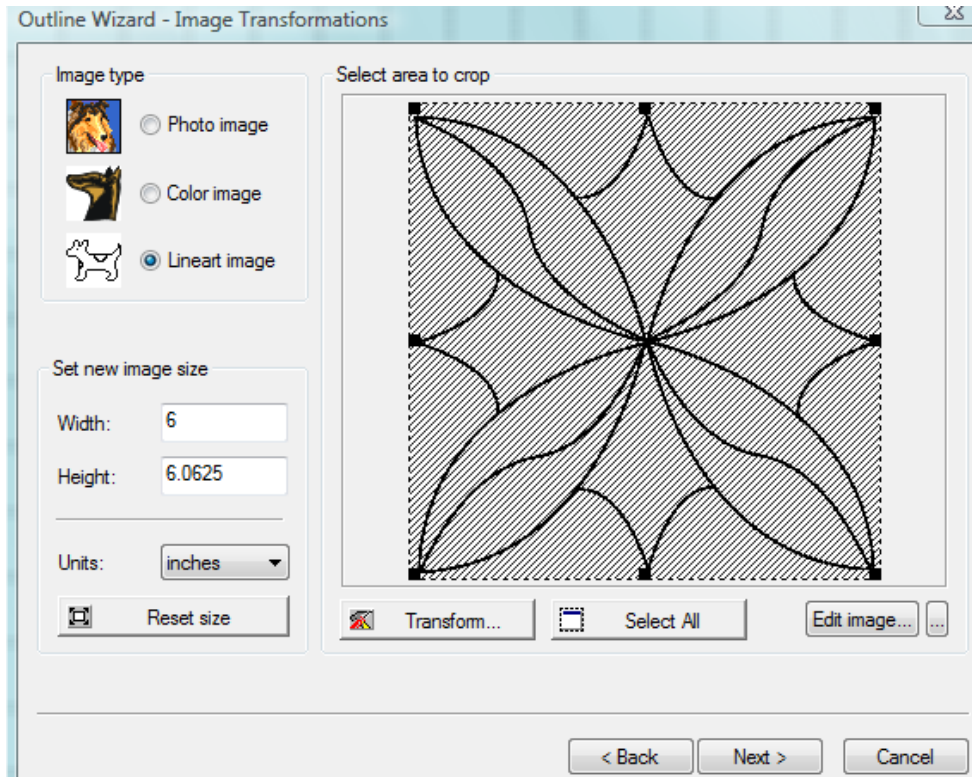 Outline Wizard - Image Transformations
Image type
Photo image
Color image
Lineart image
Set new image size
Width: 6
Height: 6.0625
Units: inches
Reset size
Select area to crop
Transform...
Select All
Edit image...
...
< Back
Next >
Cancel